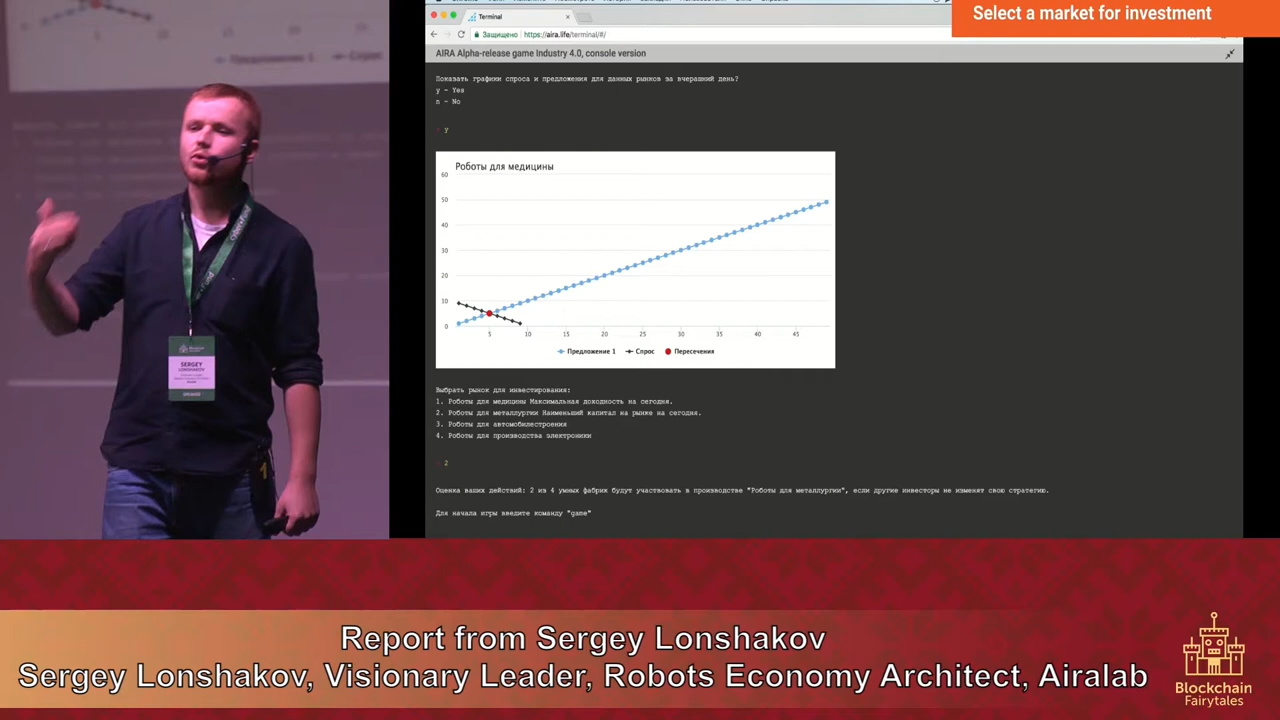 Select a market for investment
Terminal
Защищено https://aira.life/terminal/#/
AIRA Alpha-release game Industry 4.0, console version
Показать графики спроса и предложения для данных рынков за вчерашний день?
y - Yes
n - No
y
Роботы для медицины
60
50
40
30
20
10
0
5 10 15 20 25 30 35 40 45
Предложение 1 Спрос Пересечения
Выбрать рынок для инвестирования:
1. Роботы для медицины Максимальная доходность на сегодня.
2. Роботы для металлургии Наименьший капитал на рынке на сегодня.
3. Роботы для автомобилестроения
4. Роботы для производства электроники
2
Оценка ваших действий: 2 из 4 умных фабрик будут участвовать в производстве "Роботы для металлургии", если другие инвесторы не изменят свою стратегию.
Для начала игры введите команду "game"
SERGEY
LONSHAKOV
Report from Sergey Lonshakov
Sergey Lonshakov, Visionary Leader, Robots Economy Architect, Airalab
Blockchain
Fairytales